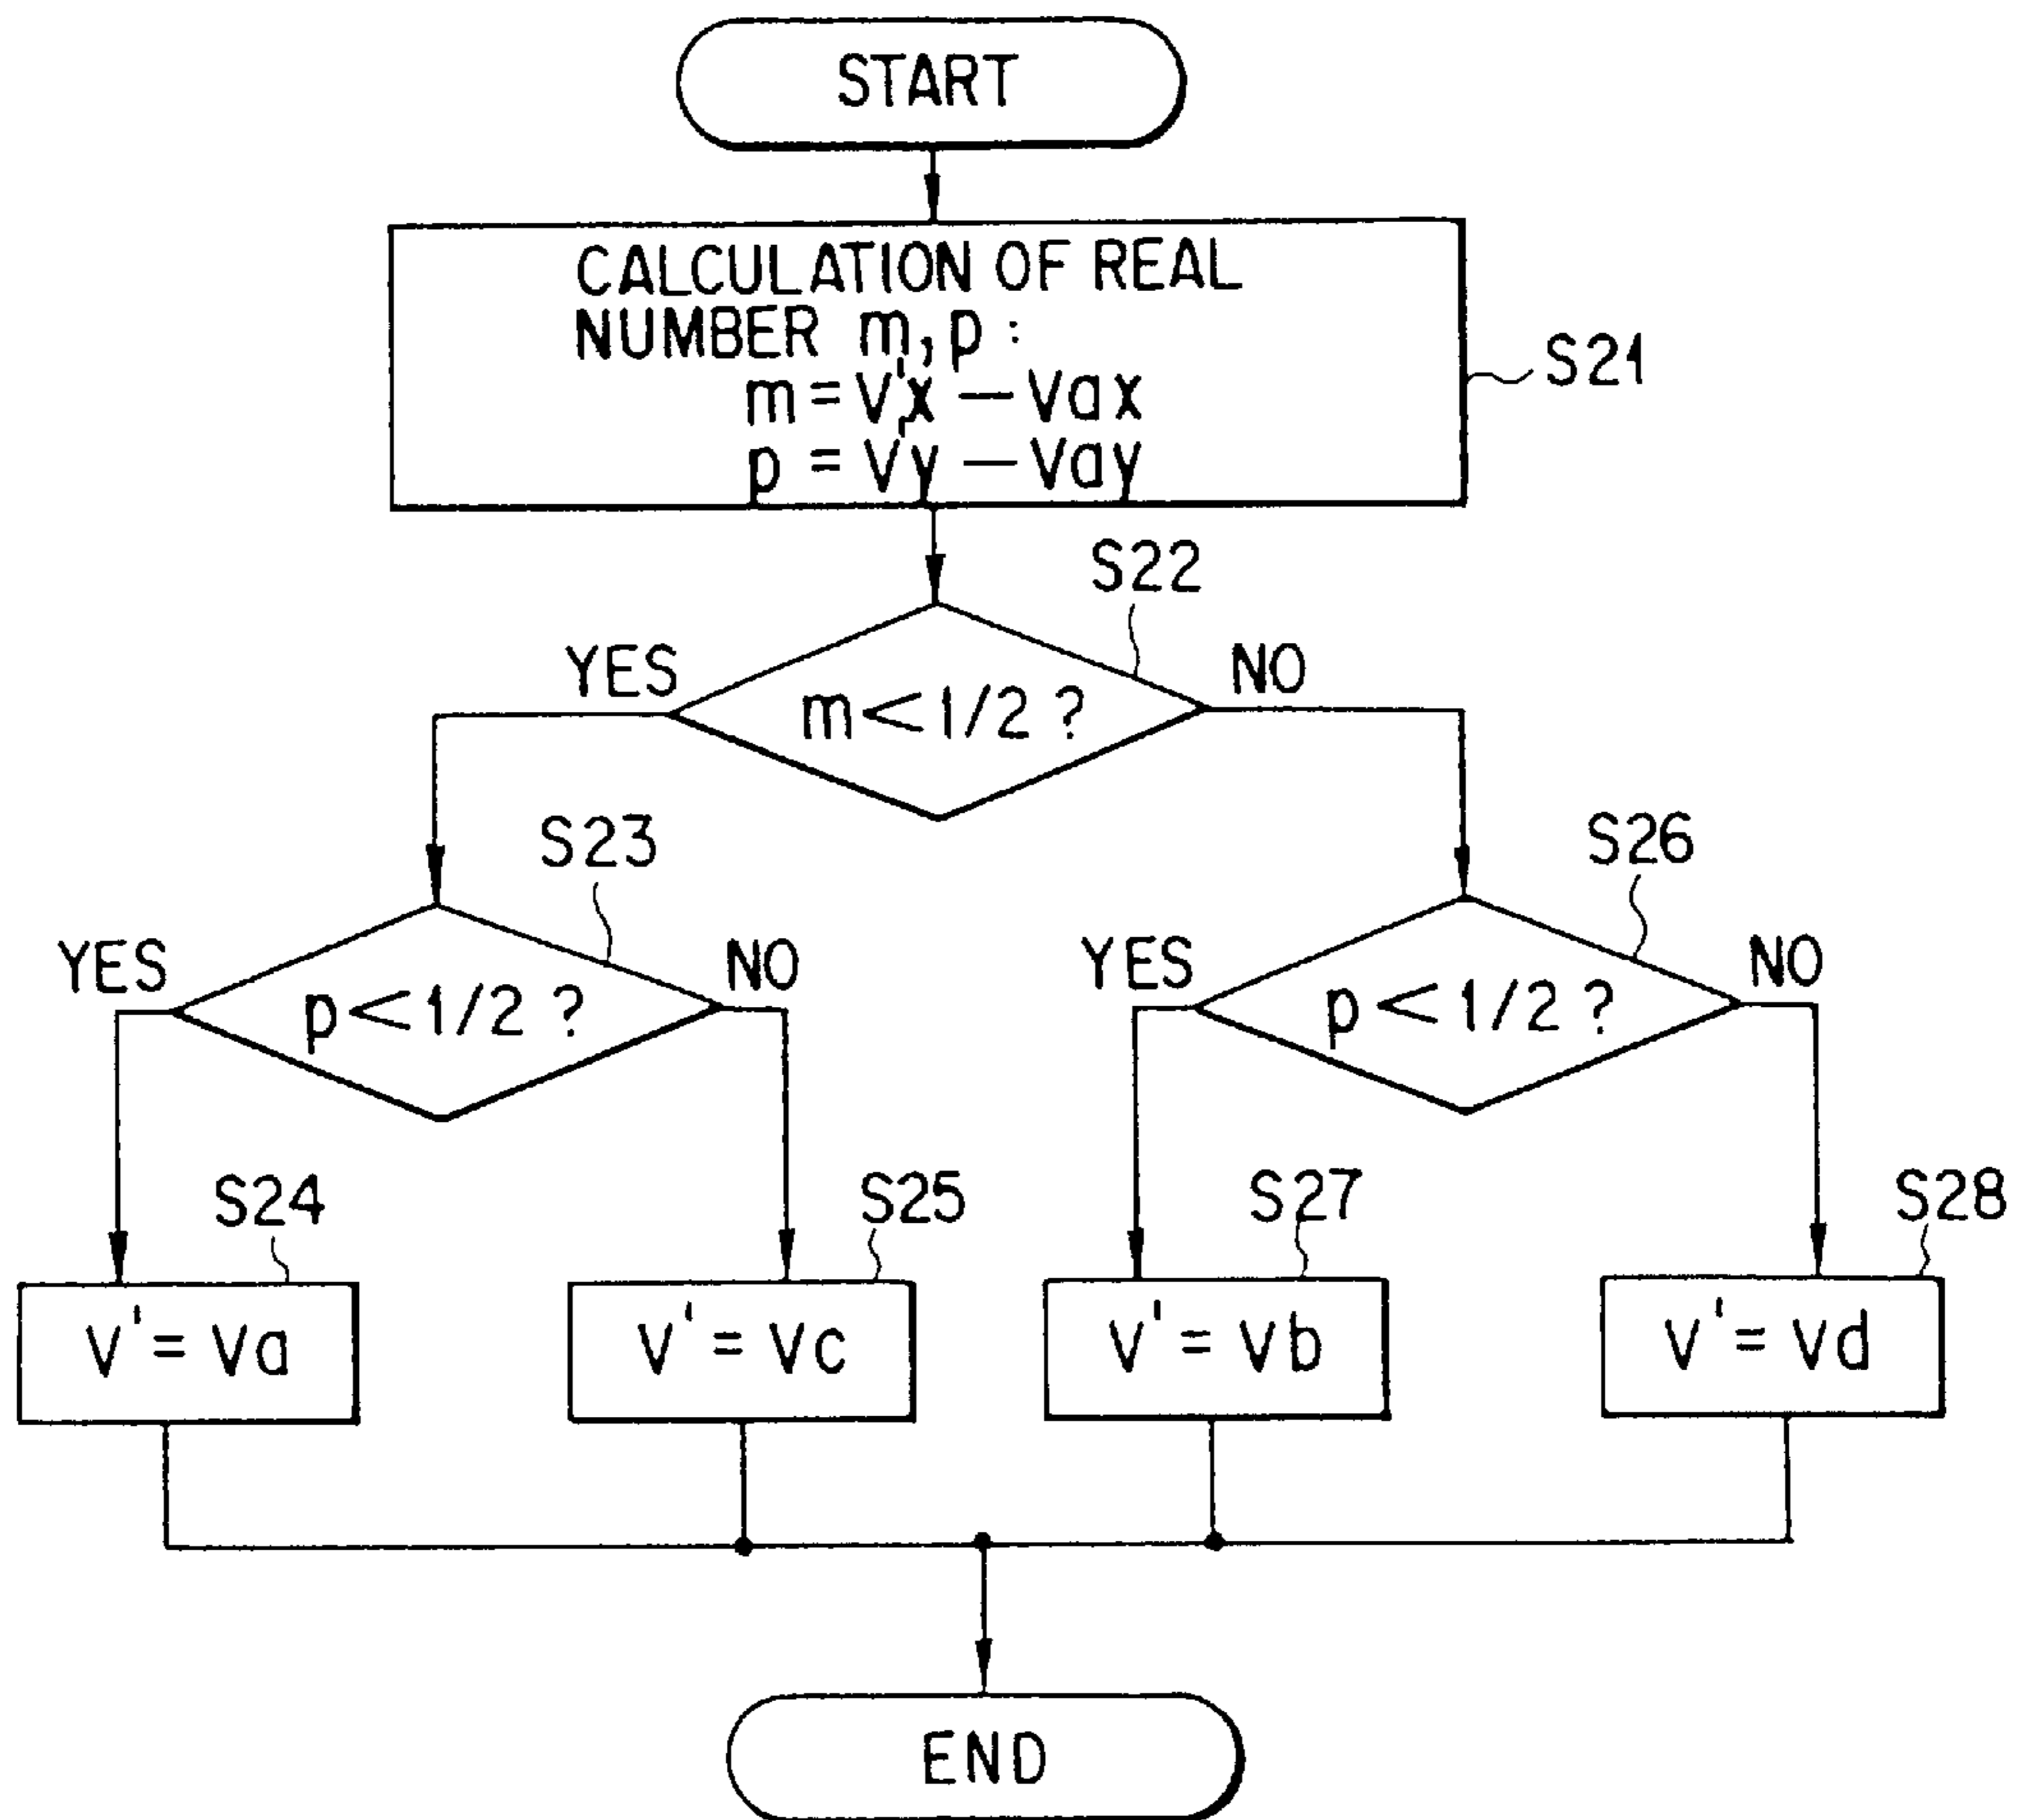 START
CALCULATION OF REAL
NUMBER m,p :
m = V'x — Vax
p = V'y — Vay
S21
S22
YES
NO
m < 1/2 ?
S23
S26
YES
NO
YES
NO
p < 1/2 ?
p < 1/2 ?
S24
S25
S27
S28
V' = Va
V' = Vc
V' = Vb
V' = Vd
END